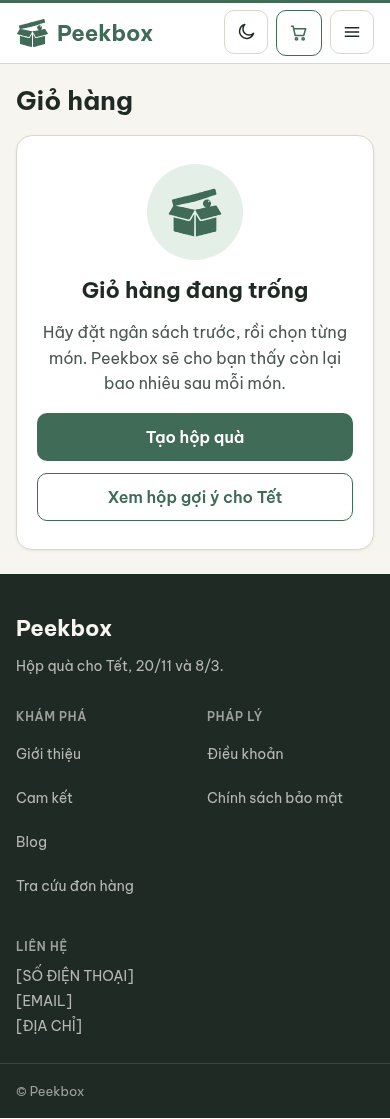 Peekbox
Giỏ hàng
Giỏ hàng đang trống
Hãy đặt ngân sách trước, rồi chọn từng
món. Peekbox sẽ cho bạn thấy còn lại
bao nhiêu sau mỗi món.
Tạo hộp quà
Xem hộp gợi ý cho Tết
Peekbox
Hộp quà cho Tết, 20/11 và 8/3.
KHÁM PHÁ
Giới thiệu
Cam kết
Blog
Tra cứu đơn hàng
PHÁP LÝ
Điều khoản
Chính sách bảo mật
LIÊN HỆ
[SỐ ĐIỆN THOẠI]
[EMAIL]
[ĐỊA CHỈ]
© Peekbox